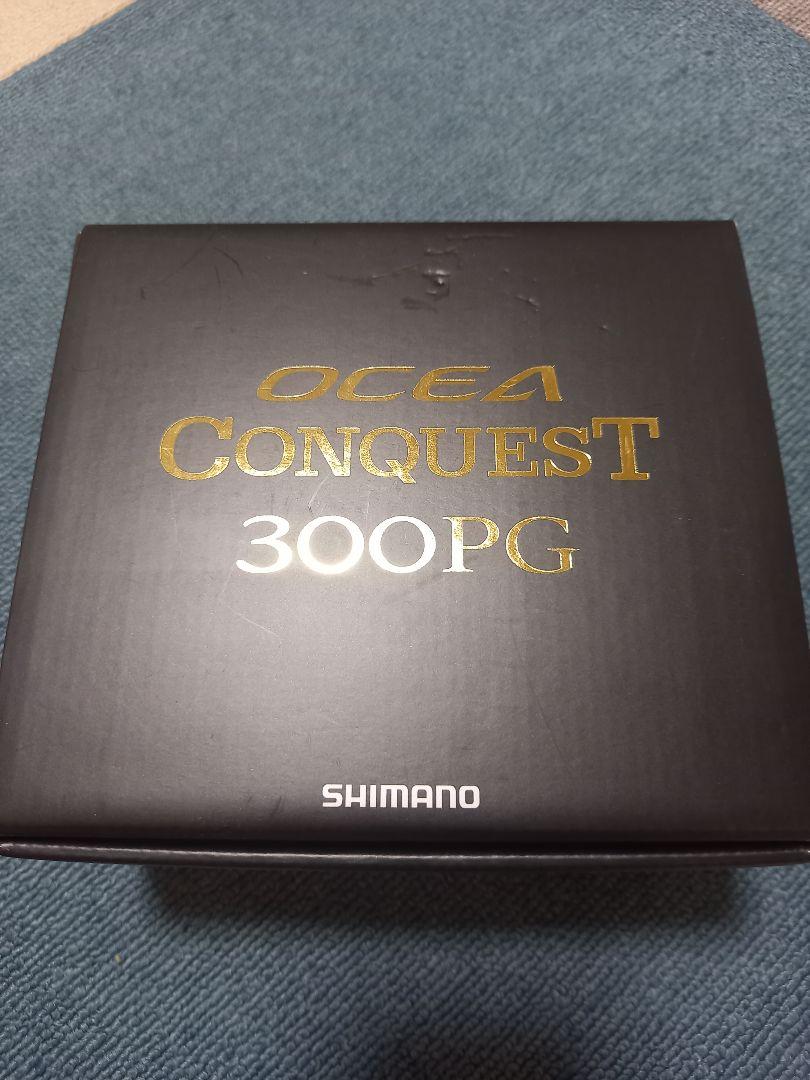 OCEA
CONQUEST
300PG
SHIMANO